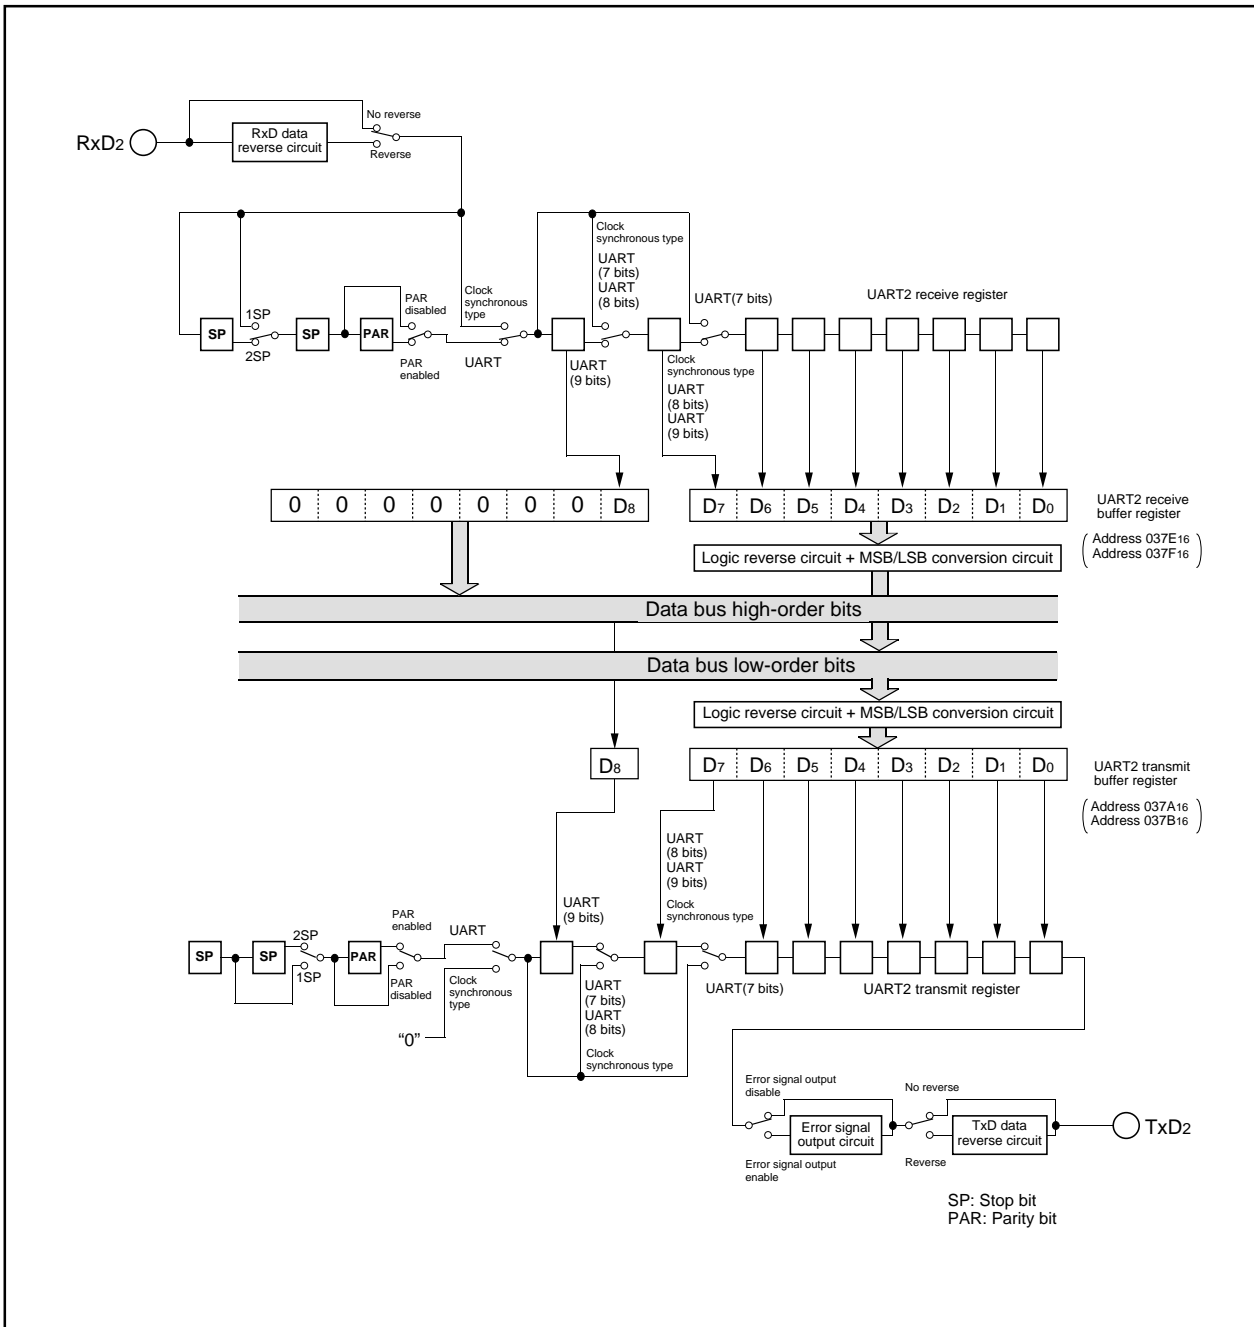 RxD2
RxD data
reverse circuit
No reverse
Reverse
Clock
synchronous type
UART
(7 bits)
UART
(8 bits)
UART(7 bits)
UART2 receive register
1SP
SP
2SP
SP
PAR
PAR
disabled
PAR
enabled
Clock
synchronous
type
UART
UART
(9 bits)
Clock
synchronous type
UART
(8 bits)
UART
(9 bits)
0 0 0 0 0 0 0 D8
D7 D6 D5 D4 D3 D2 D1 D0
UART2 receive
buffer register
(Address 037E16
Address 037F16)
Logic reverse circuit + MSB/LSB conversion circuit
Data bus high-order bits
Data bus low-order bits
Logic reverse circuit + MSB/LSB conversion circuit
D8
D7 D6 D5 D4 D3 D2 D1 D0
UART2 transmit
buffer register
(Address 037A16
Address 037B16)
UART
(8 bits)
UART
(9 bits)
Clock
synchronous type
UART
(9 bits)
SP
SP
2SP
1SP
PAR
PAR
enabled
PAR
disabled
UART
Clock
synchronous
type
“0”
UART
(7 bits)
UART
(8 bits)
Clock
synchronous type
UART(7 bits)
UART2 transmit register
Error signal output
disable
Error signal
output circuit
Error signal output
enable
No reverse
TxD data
reverse circuit
Reverse
TxD2
SP: Stop bit
PAR: Parity bit